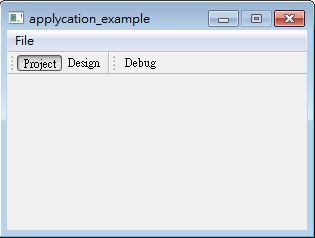 applycation_example
File
Project Design Debug